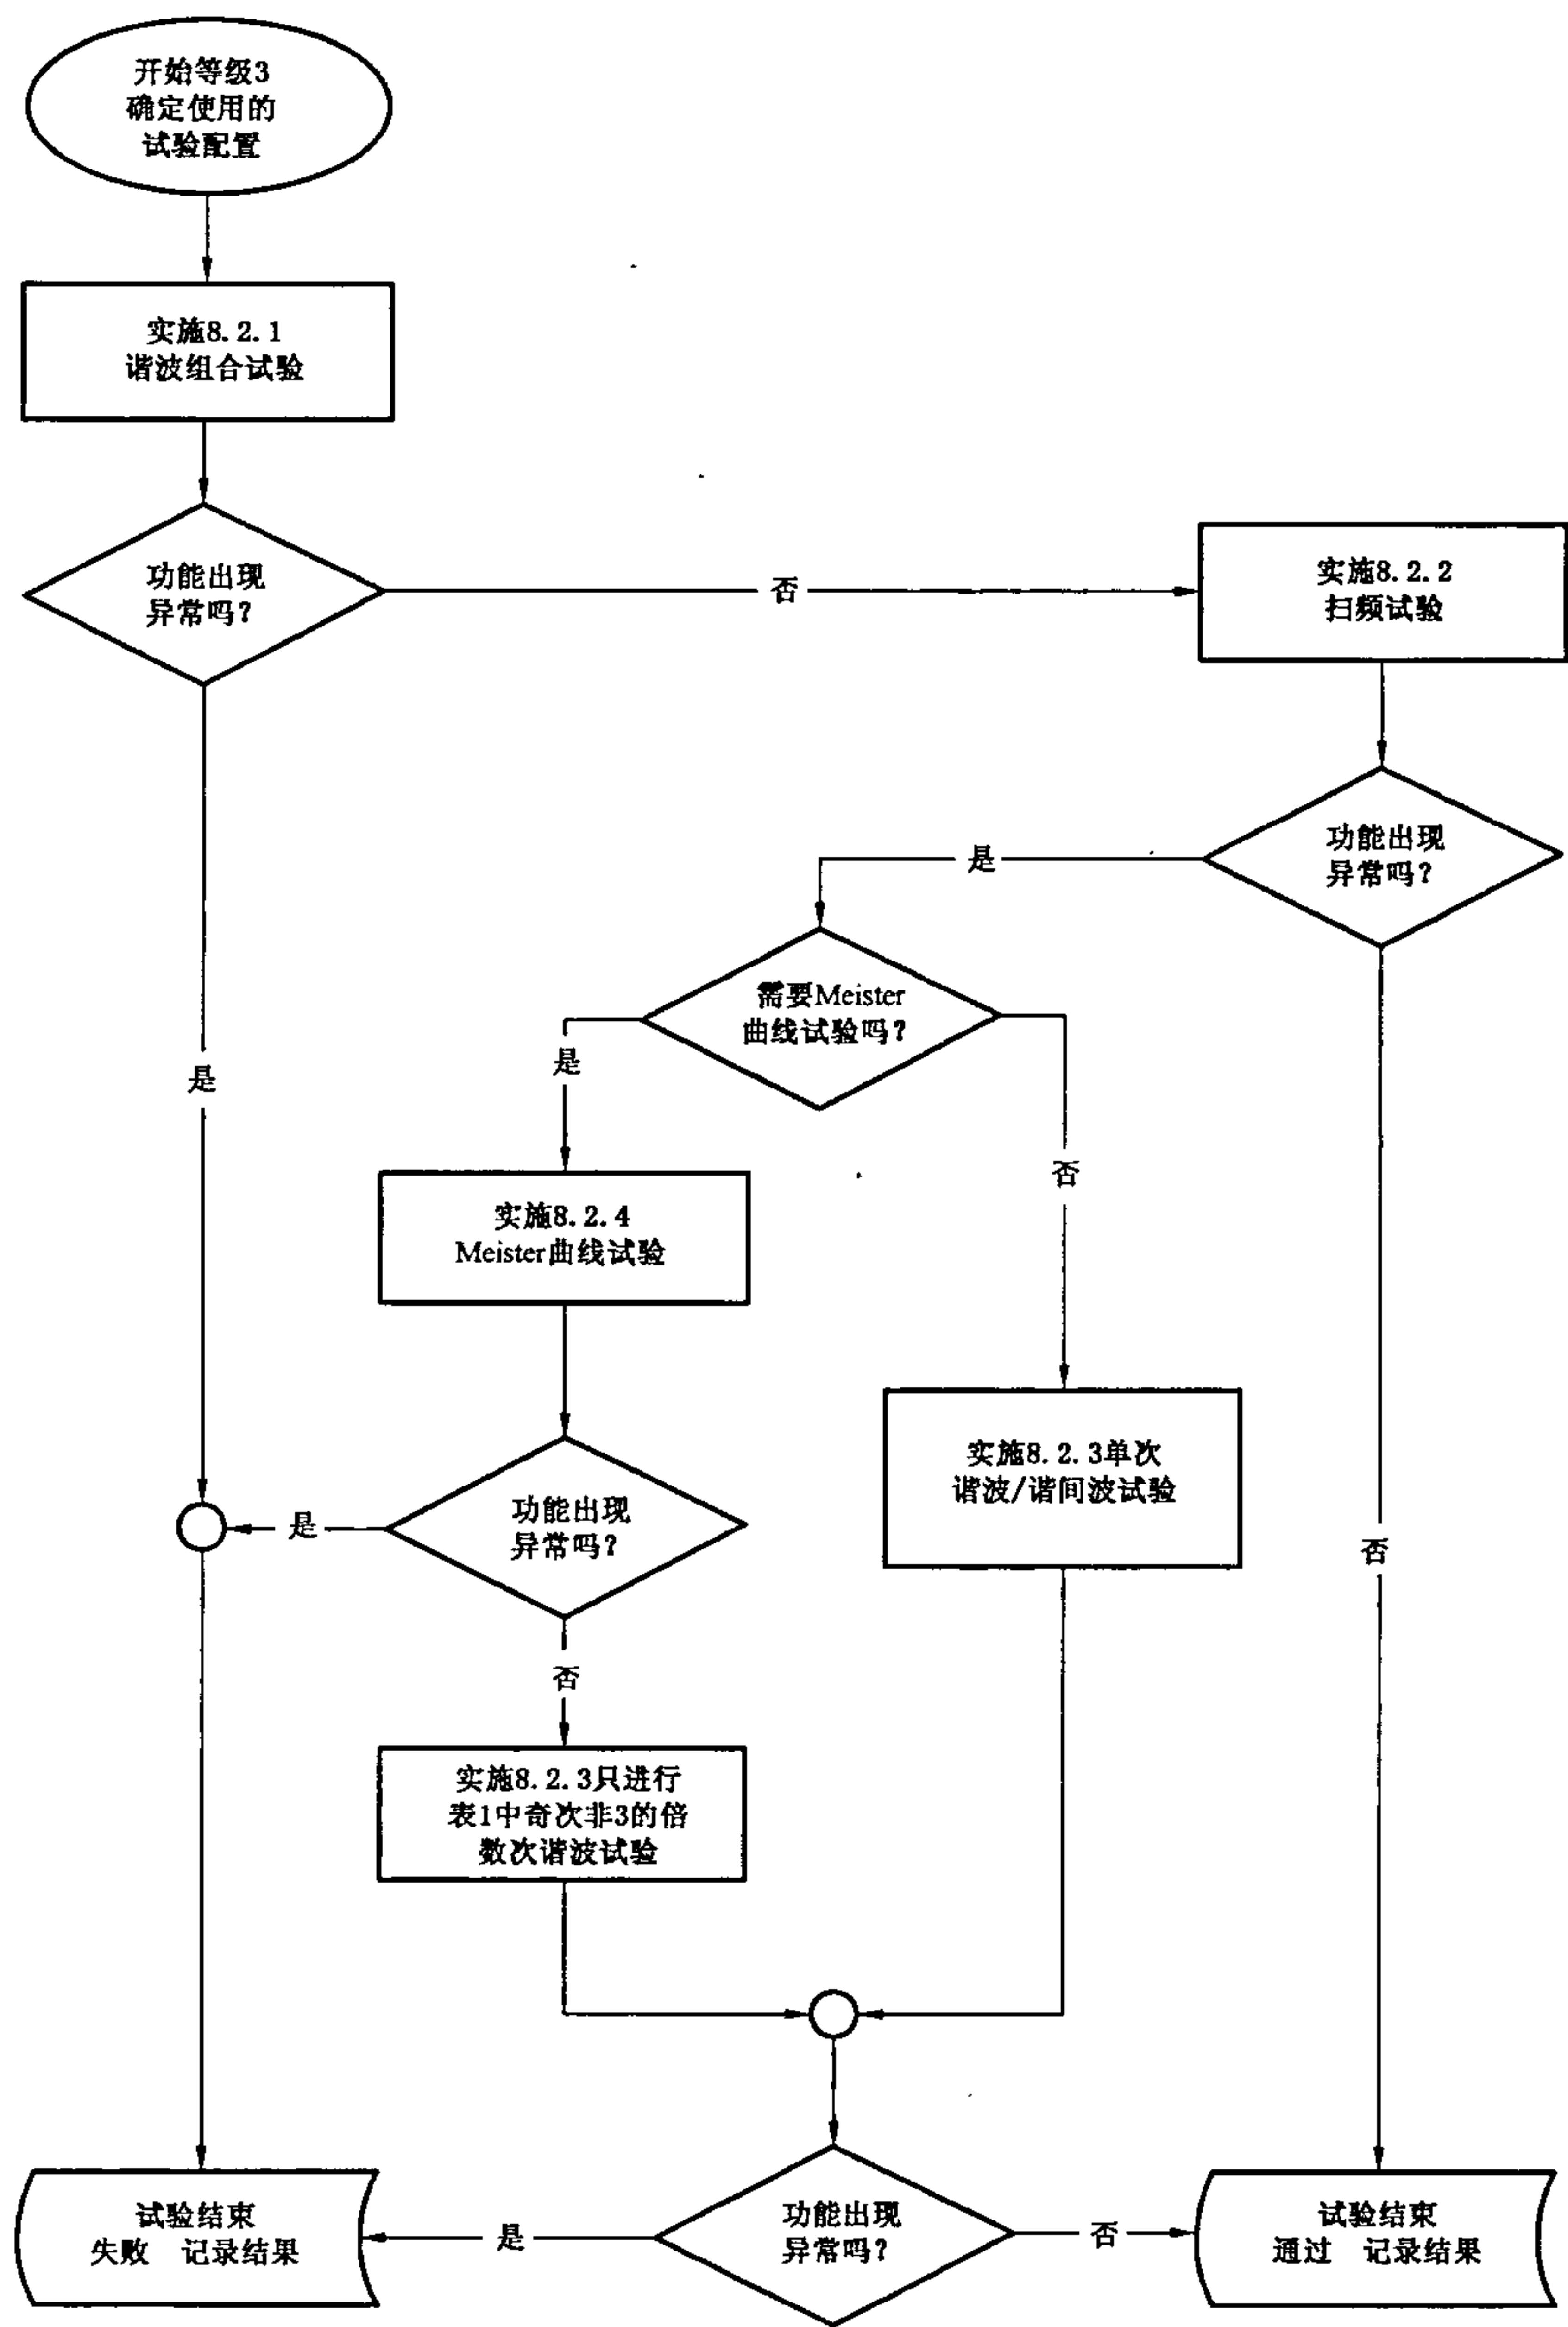 开始等级3
确定使用的
试验配置
实施8.2.1
谐波组合试验
功能出现
异常吗?
否
实施8.2.2
扫频试验
功能出现
异常吗?
是
需要Meister
曲线试验吗?
是
是
否
实施8.2.4
Meister曲线试验
实施8.2.3单次
谐波/谐间波试验
功能出现
异常吗?
是
否
否
实施8.2.3只进行
表1中奇次非3的倍
数次谐波试验
功能出现
异常吗?
是
否
试验结束
失败 记录结果
试验结束
通过 记录结果